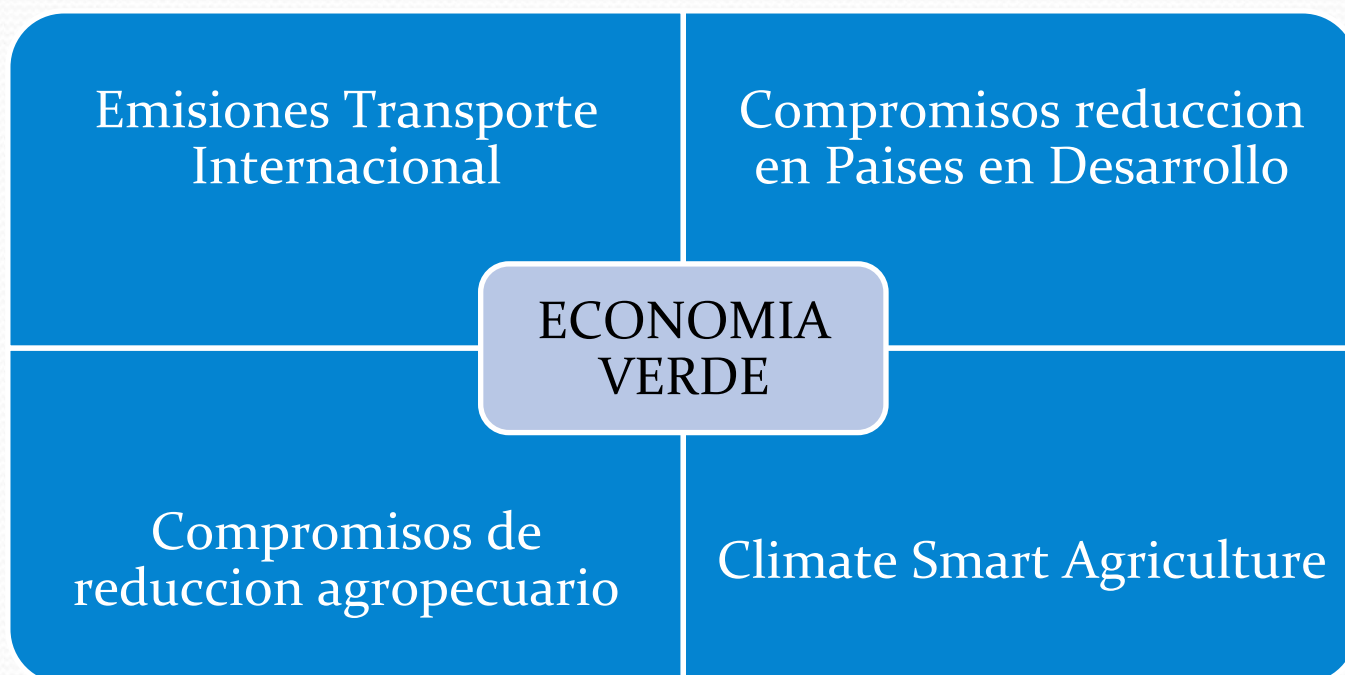 Emisiones Transporte
Internacional
Compromisos reduccion
en Paises en Desarrollo
ECONOMIA
VERDE
Compromisos de
reduccion agropecuario
Climate Smart Agriculture